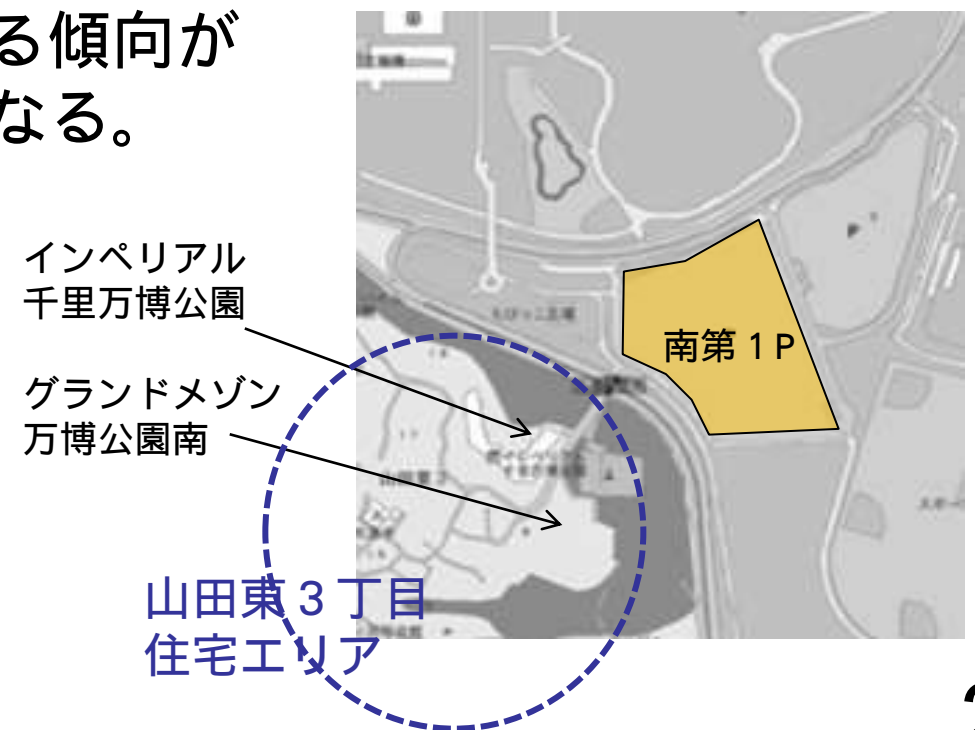 る傾向が
なる。
インペリアル
千里万博公園
グランドメゾン
万博公園南
南第１Ｐ
山田東３丁目
住宅エリア